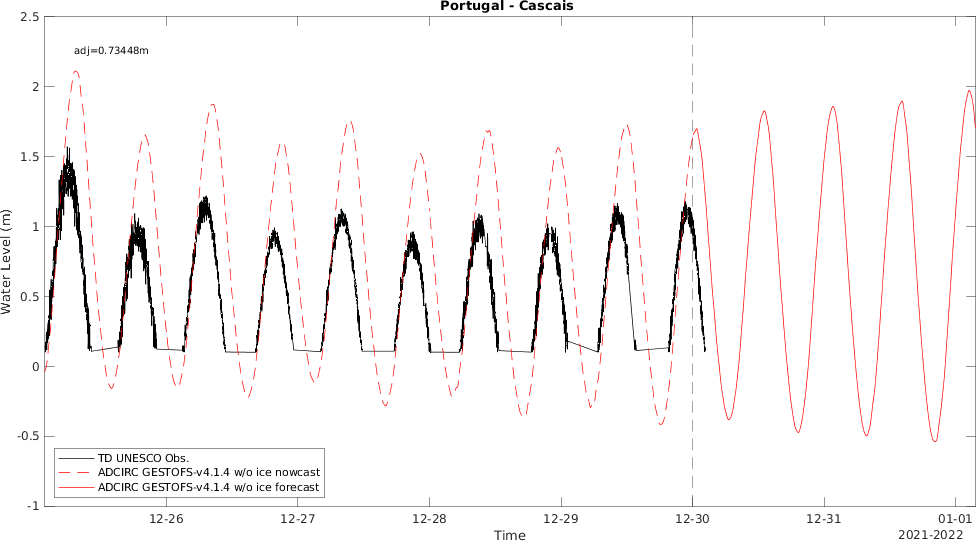 Portugal - Cascais
2.5
adj=0.73448m
2
1.5
1
0.5
0
-0.5
-1
Water Level (m)
TD UNESCO Obs.
ADCIRC GESTOFS-v4.1.4 w/o ice nowcast
ADCIRC GESTOFS-v4.1.4 w/o ice forecast
12-26
12-27
12-28
12-29
12-30
12-31
01-01
Time
2021-2022